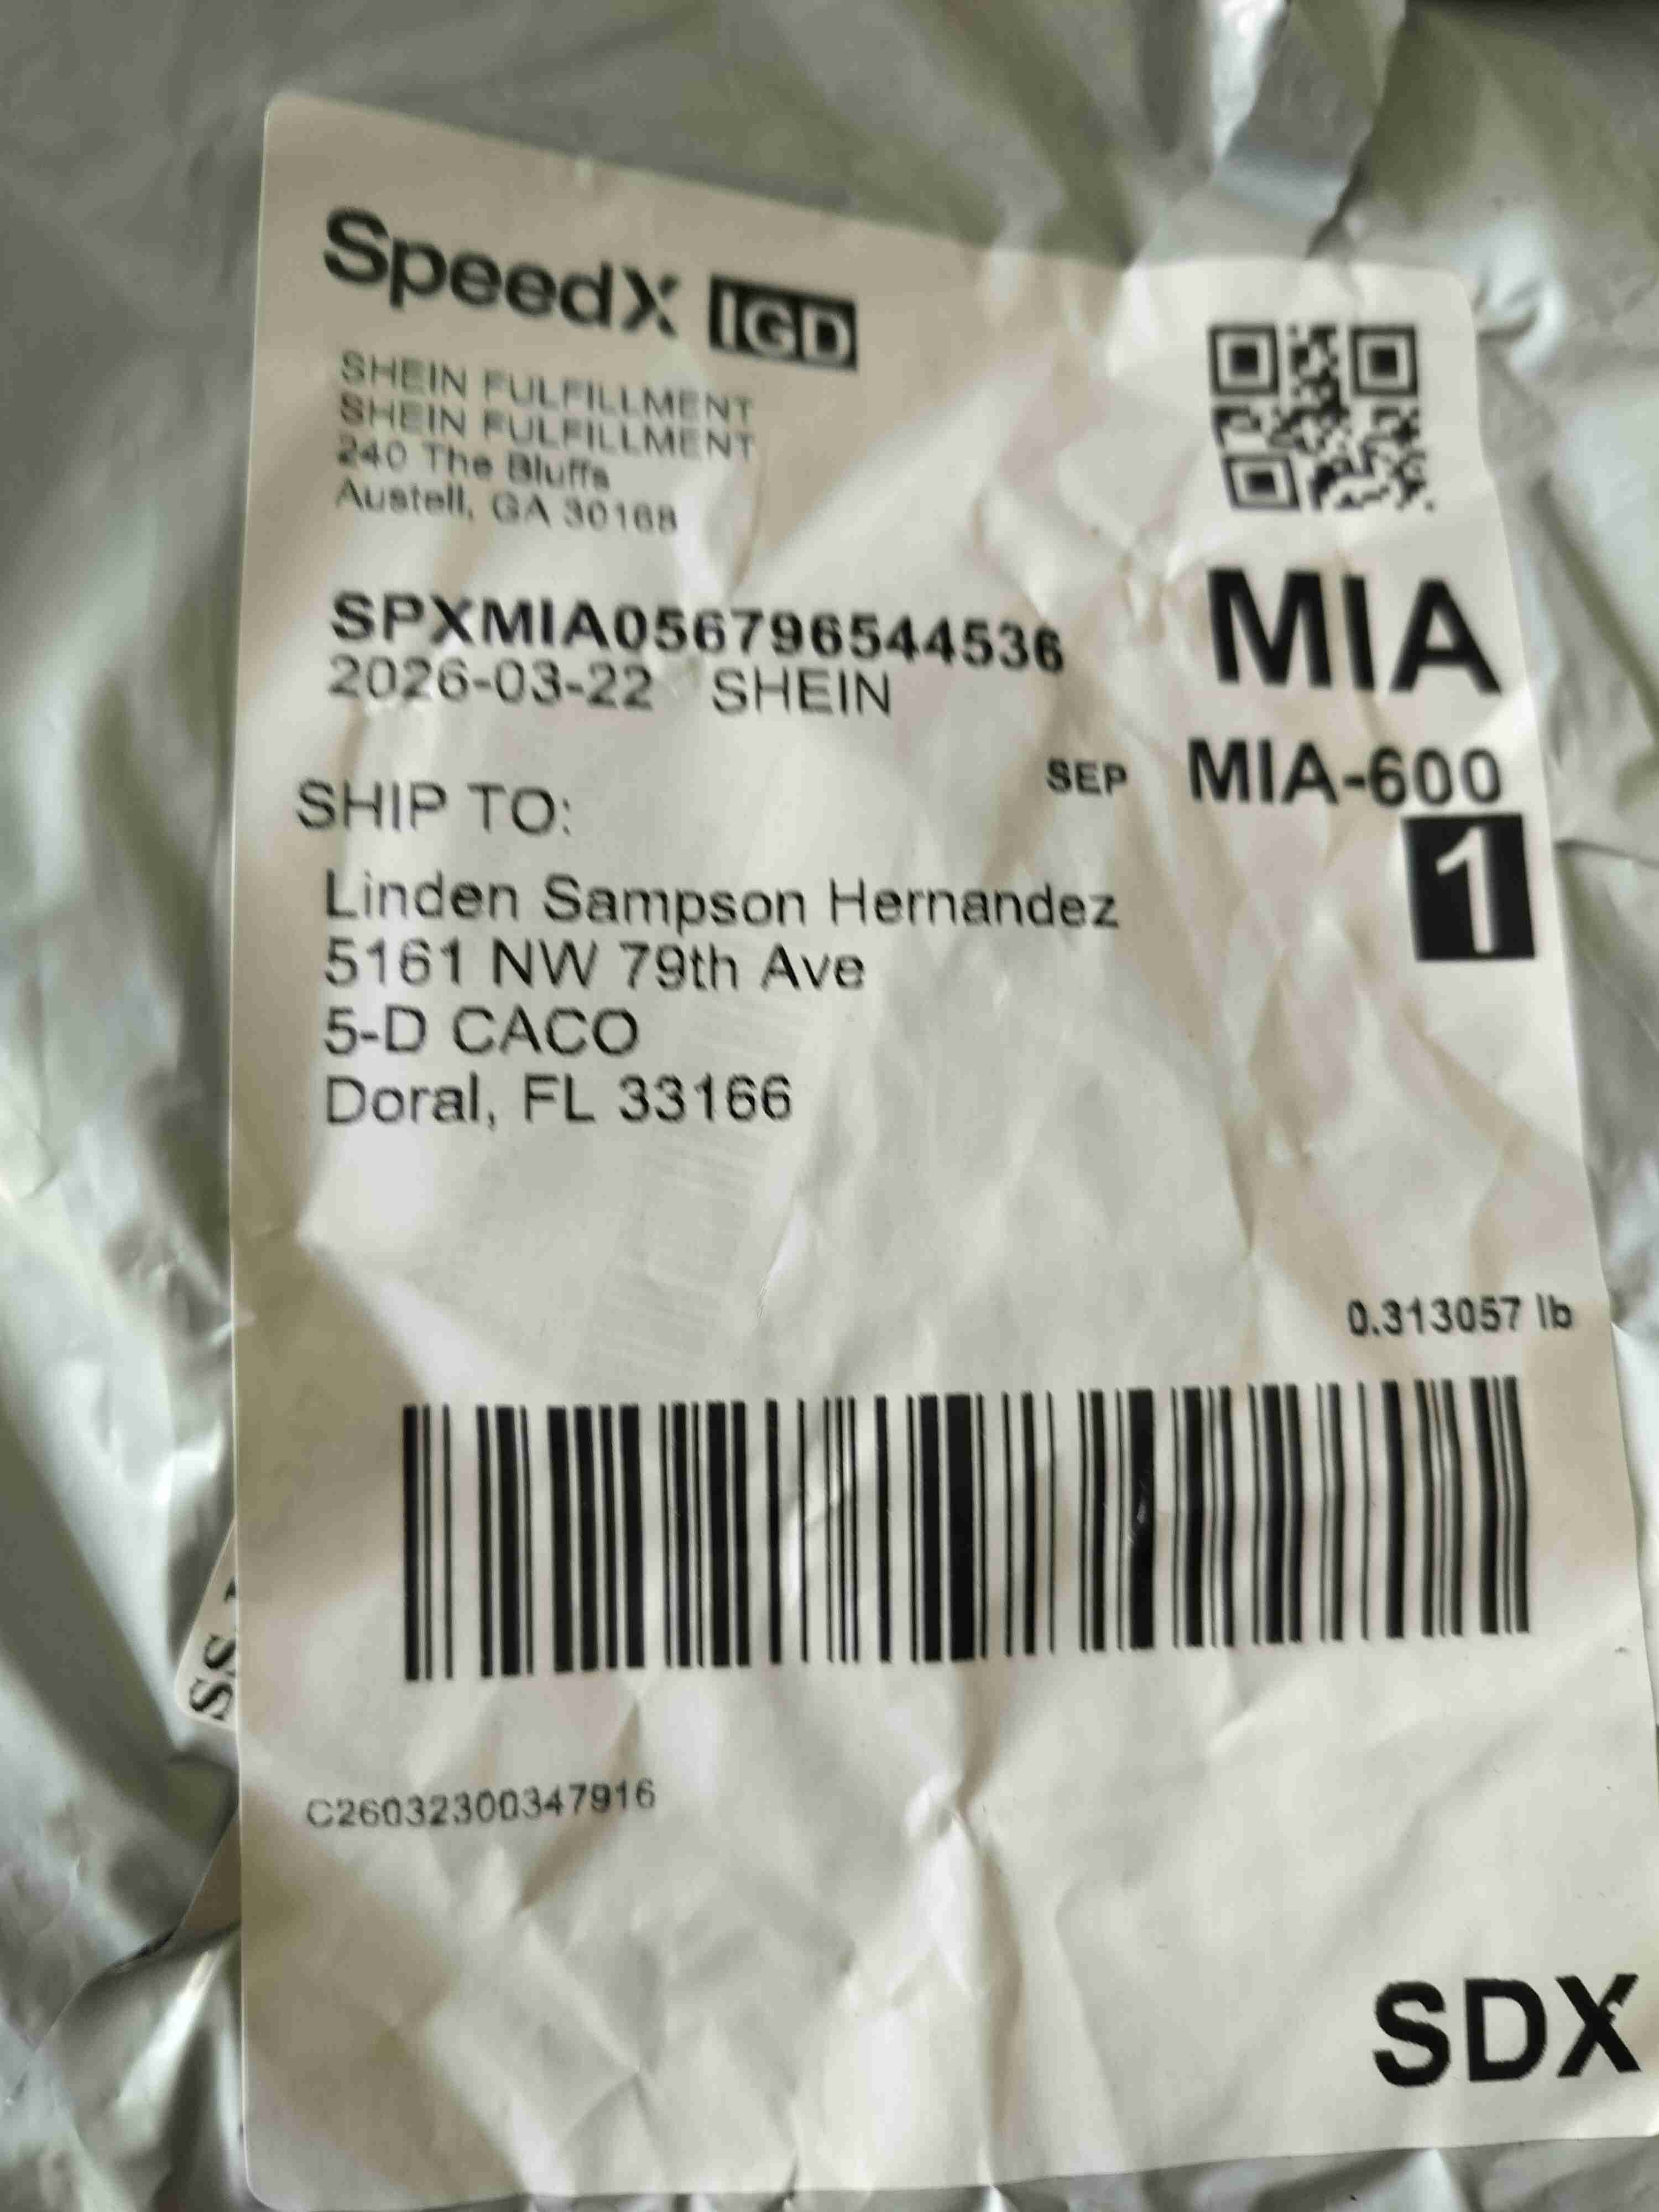 SpeedX IGD
SHEIN FULFILLMENT
SHEIN FULFILLMENT
240 The Bluffs
Austell, GA 30168
SPXMIA056796544536
2026-03-22 SHEIN
MIA
SEP MIA-600
1
SHIP TO:
Linden Sampson Hernandez
5161 NW 79th Ave
5-D CACO
Doral, FL 33166
0.313057 lb
SS
C26032300347916
SDX